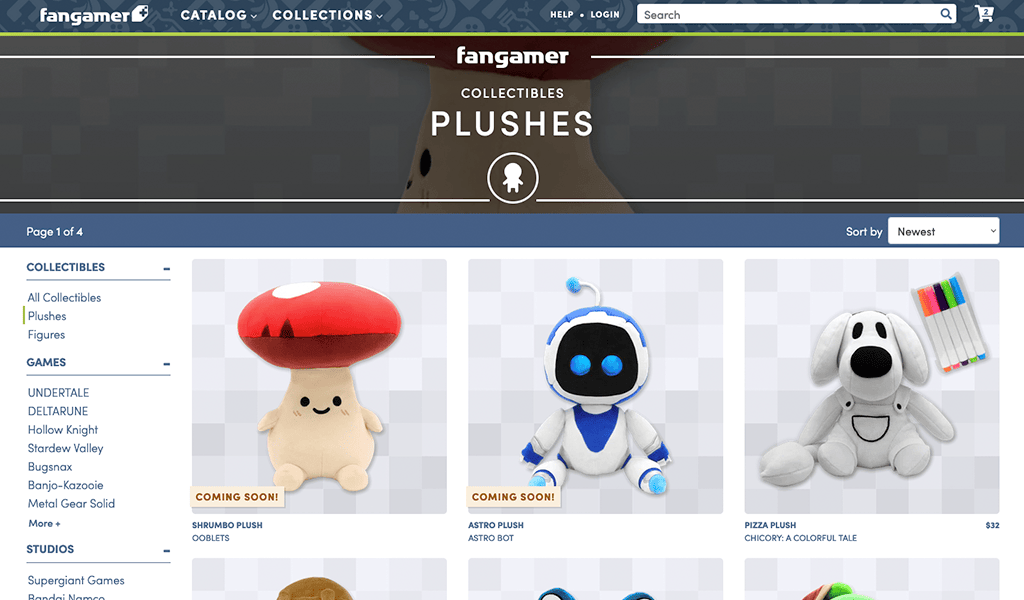 fangamer
CATALOG
COLLECTIONS
HELP • LOGIN
Search
2
fangamer
COLLECTIBLES
PLUSHES
Page 1 of 4
Sort by
Newest
COLLECTIBLES
All Collectibles
Plushes
Figures
GAMES
UNDERTALE
DELTARUNE
Hollow Knight
Stardew Valley
Bugsnax
Banjo-Kazooie
Metal Gear Solid
More +
STUDIOS
Supergiant Games
Bandai Namco
COMING SOON!
SHRUMBO PLUSH
OOBLETS
COMING SOON!
ASTRO PLUSH
ASTRO BOT
PIZZA PLUSH $32
CHICORY: A COLORFUL TALE